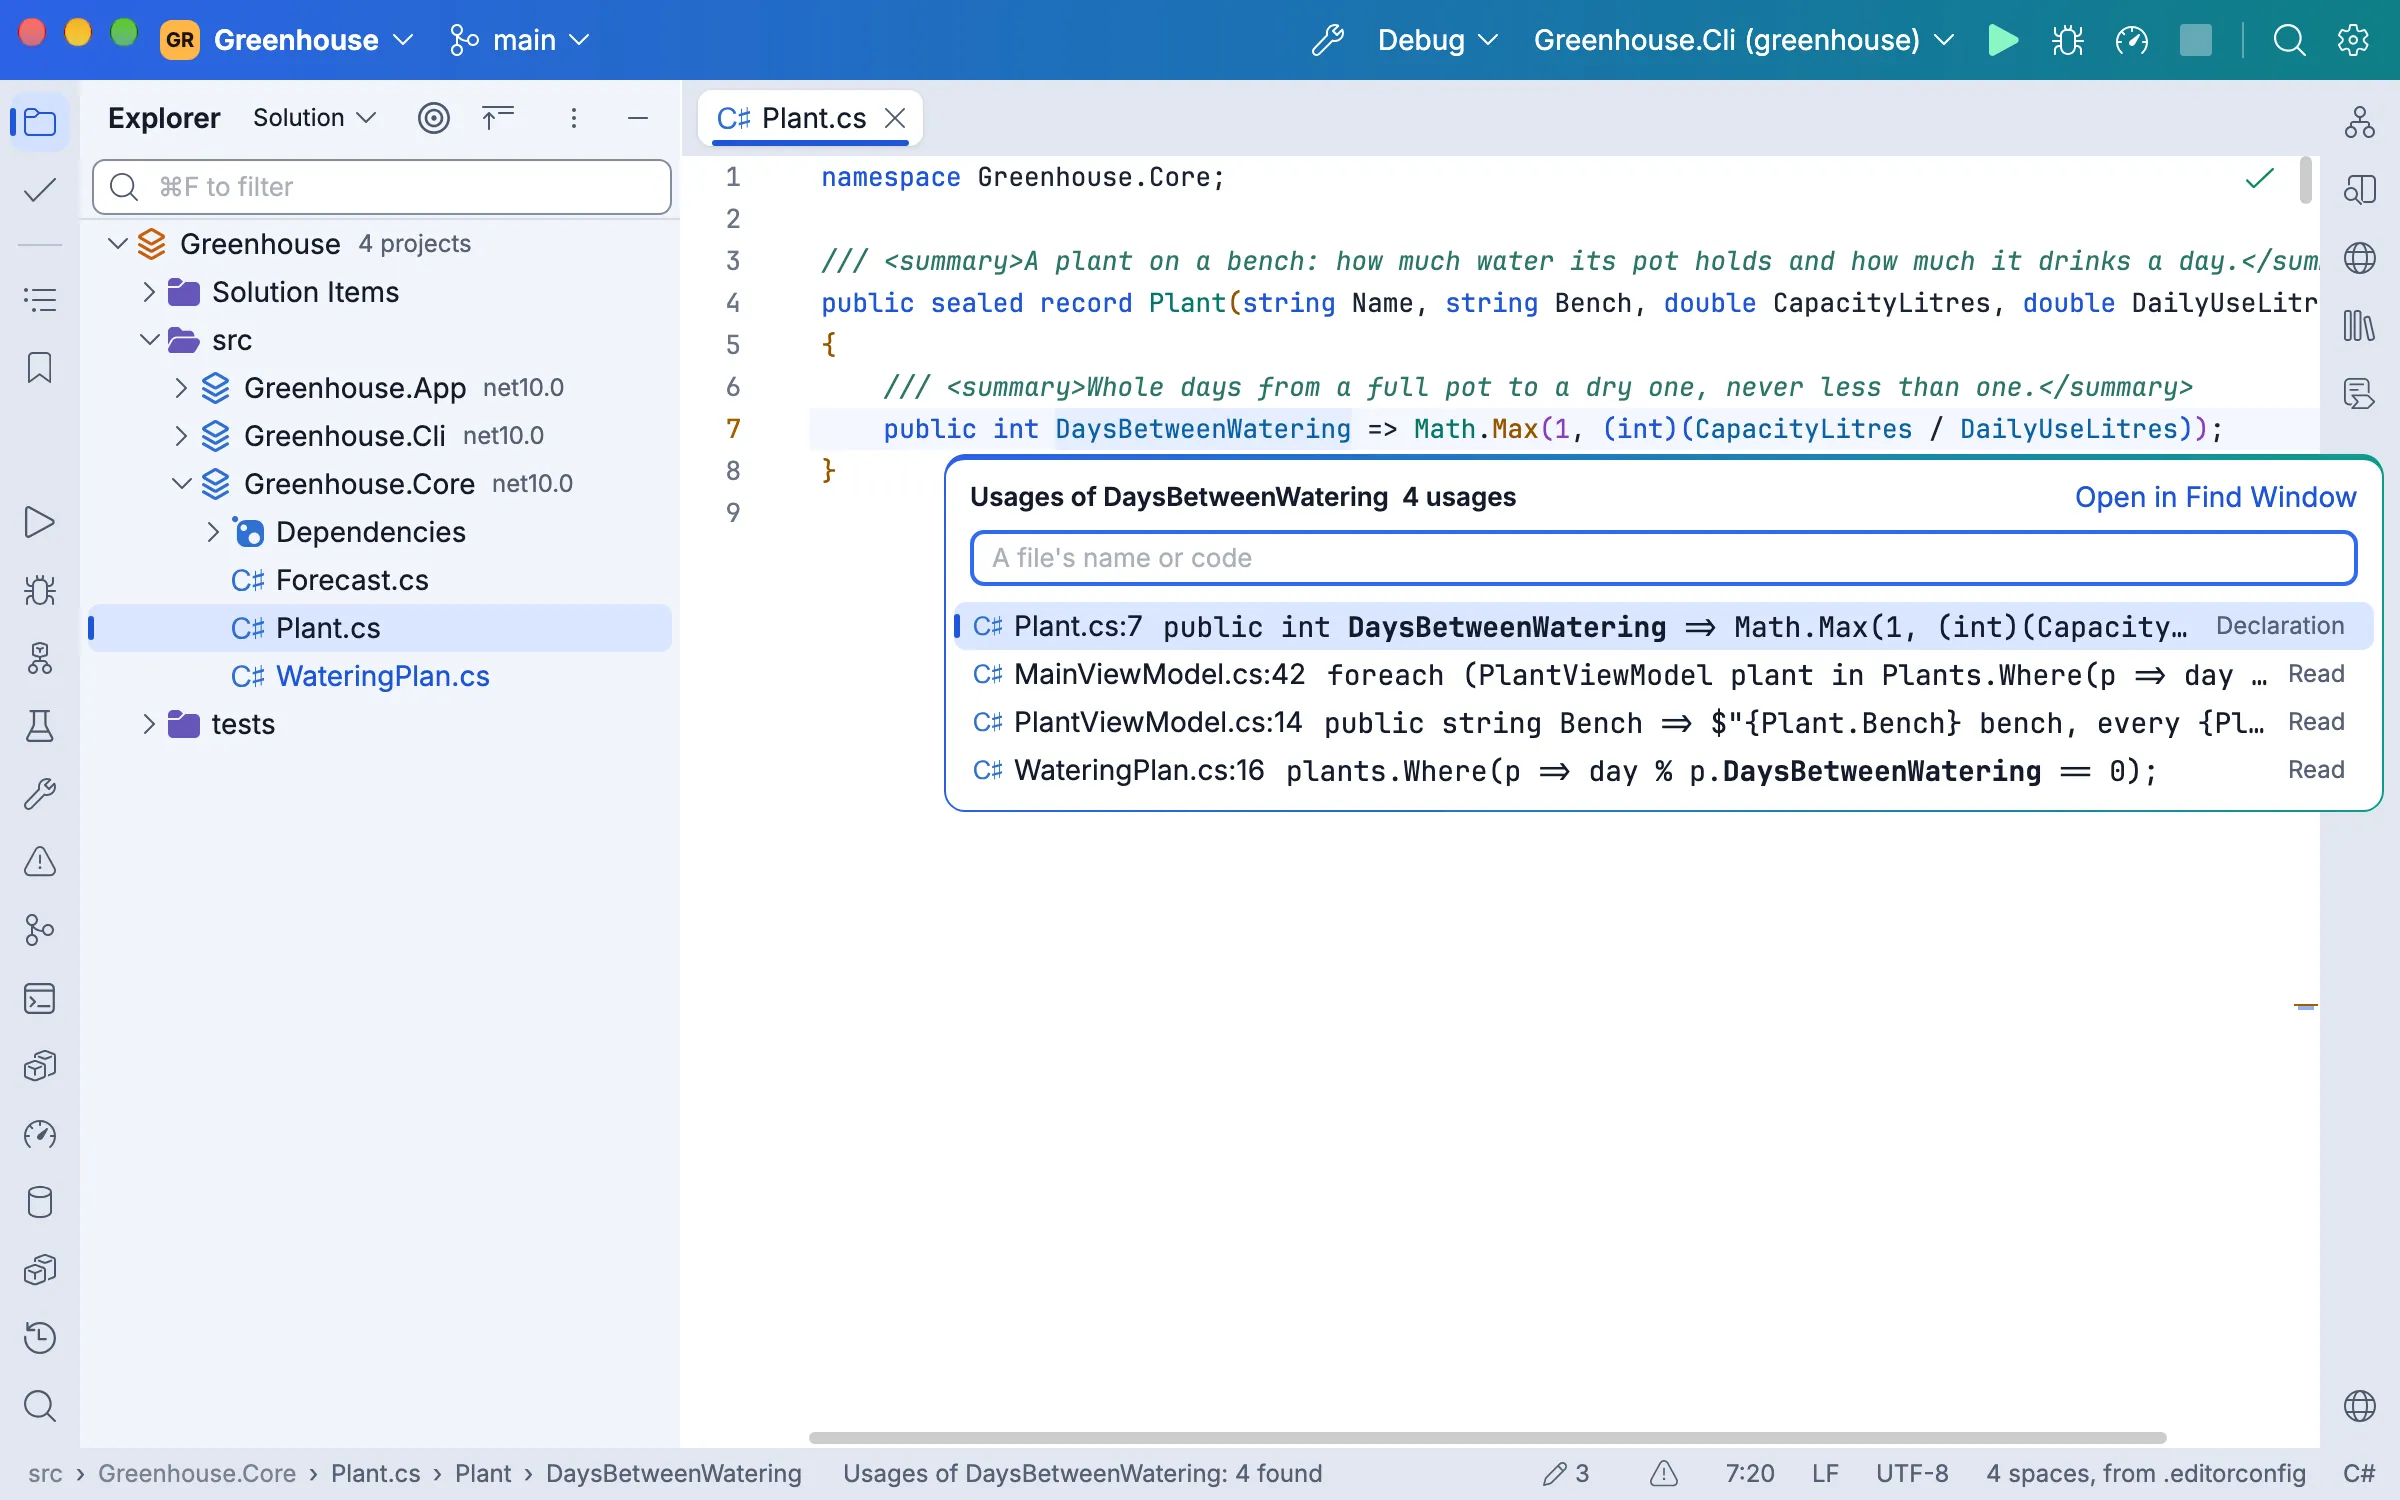 GR Greenhouse main Debug Greenhouse.Cli (greenhouse)
Explorer Solution
⌘F to filter
Greenhouse 4 projects
Solution Items
src
Greenhouse.App net10.0
Greenhouse.Cli net10.0
Greenhouse.Core net10.0
Dependencies
C# Forecast.cs
C# Plant.cs
C# WateringPlan.cs
tests
C# Plant.cs
1 namespace Greenhouse.Core;
2
3 /// <summary>A plant on a bench: how much water its pot holds and how much it drinks a day.</sum
4 public sealed record Plant(string Name, string Bench, double CapacityLitres, double DailyUseLitr
5 {
6 /// <summary>Whole days from a full pot to a dry one, never less than one.</summary>
7 public int DaysBetweenWatering => Math.Max(1, (int)(CapacityLitres / DailyUseLitres));
8 }
9
Usages of DaysBetweenWatering 4 usages Open in Find Window
A file's name or code
C# Plant.cs:7 public int DaysBetweenWatering => Math.Max(1, (int)(Capacity… Declaration
C# MainViewModel.cs:42 foreach (PlantViewModel plant in Plants.Where(p => day … Read
C# PlantViewModel.cs:14 public string Bench => $"{Plant.Bench} bench, every {Pl… Read
C# WateringPlan.cs:16 plants.Where(p => day % p.DaysBetweenWatering == 0); Read
src › Greenhouse.Core › Plant.cs › Plant › DaysBetweenWatering Usages of DaysBetweenWatering: 4 found 3 7:20 LF UTF-8 4 spaces, from .editorconfig C#